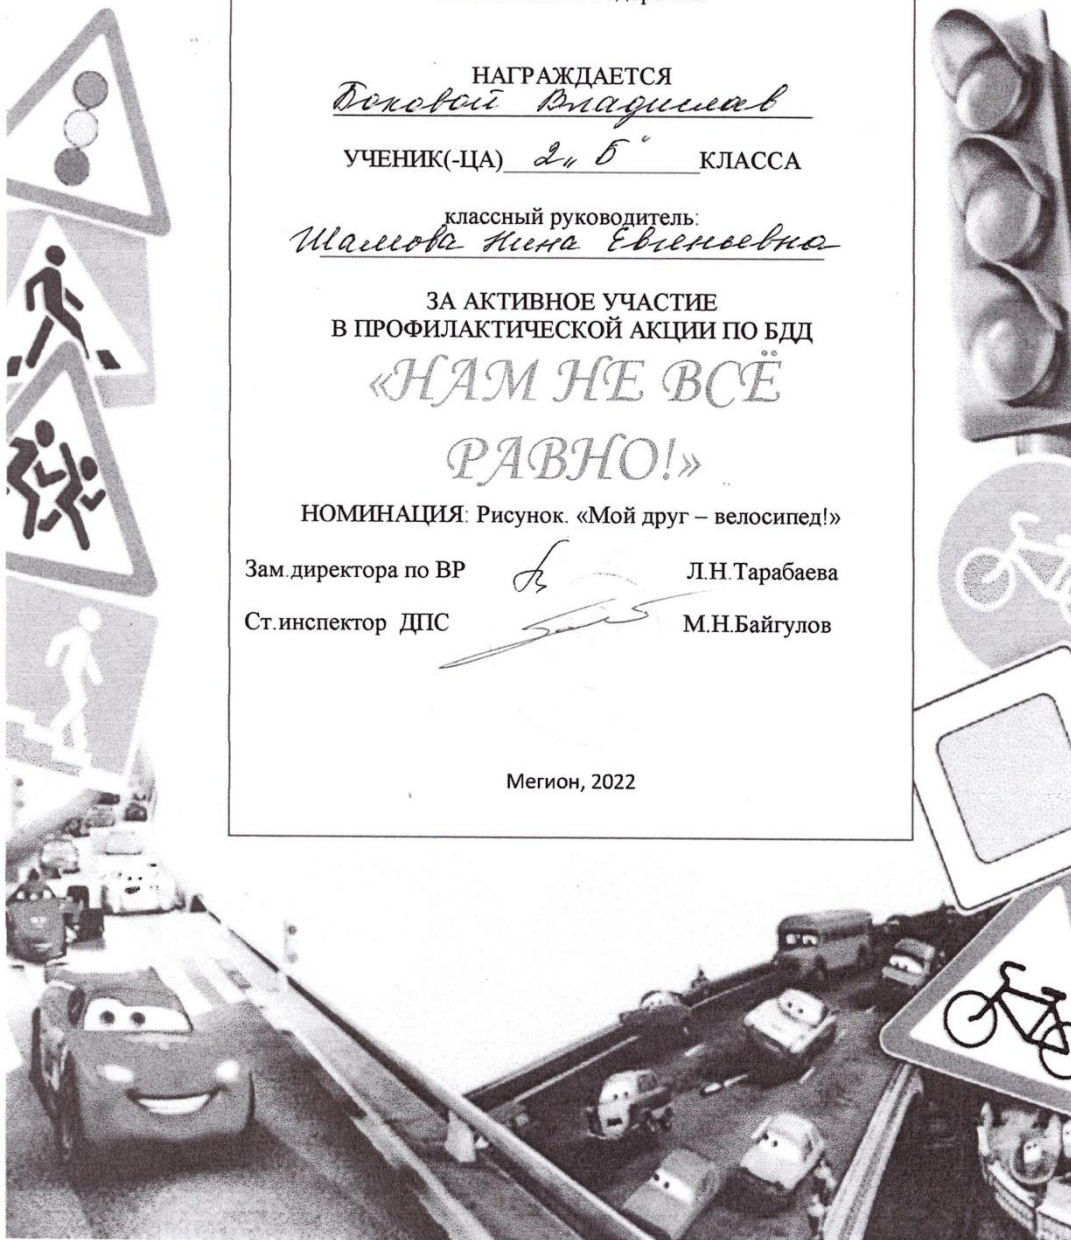 НАГРАЖДАЕТСЯ
Боковой Владислав
УЧЕНИК(-ЦА) 2„Б“ КЛАССА
классный руководитель:
Шамова Нина Евгеньевна
ЗА АКТИВНОЕ УЧАСТИЕ
В ПРОФИЛАКТИЧЕСКОЙ АКЦИИ ПО БДД
«НАМ НЕ ВСЁ
РАВНО!»
НОМИНАЦИЯ: Рисунок. «Мой друг – велосипед!»
Зам.директора по ВР Л.Н.Тарабаева
Ст.инспектор ДПС М.Н.Байгулов
Мегион, 2022